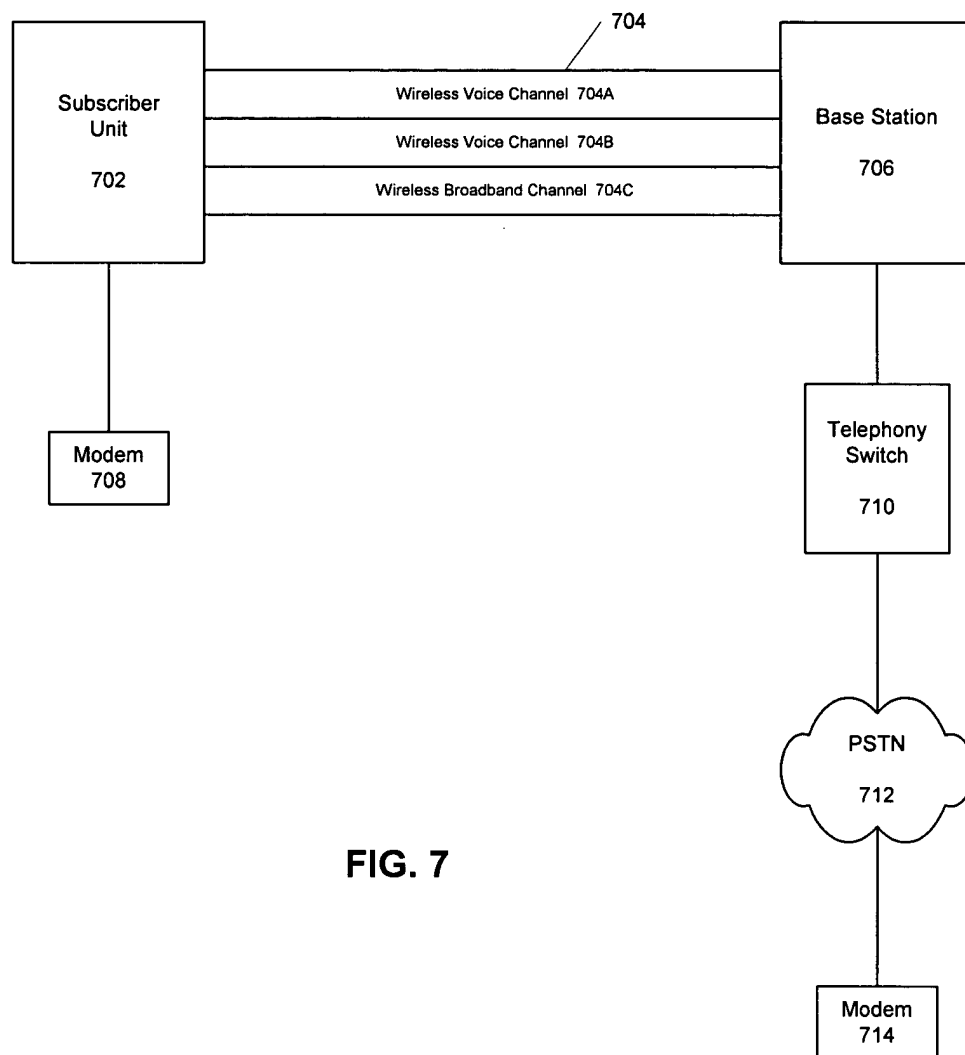 704
Subscriber
Unit
702
Wireless Voice Channel 704A
Wireless Voice Channel 704B
Wireless Broadband Channel 704C
Base Station
706
Modem
708
Telephony
Switch
710
PSTN
712
FIG. 7
Modem
714